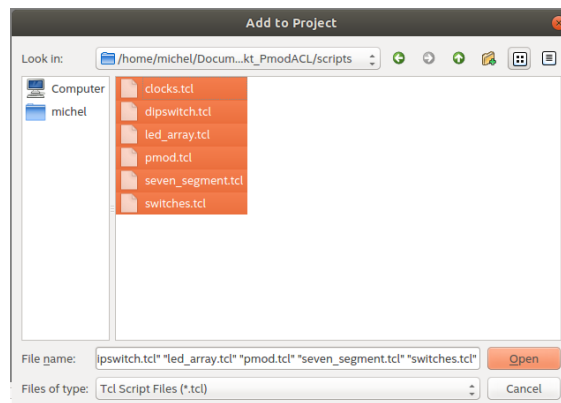 Add to Project
Look in: /home/michel/Docum...kt_PmodACL/scripts
Computer
michel
clocks.tcl
dipswitch.tcl
led_array.tcl
pmod.tcl
seven_segment.tcl
switches.tcl
File name: ipswitch.tcl" "led_array.tcl" "pmod.tcl" "seven_segment.tcl" "switches.tcl" Open
Files of type: Tcl Script Files (*.tcl) Cancel